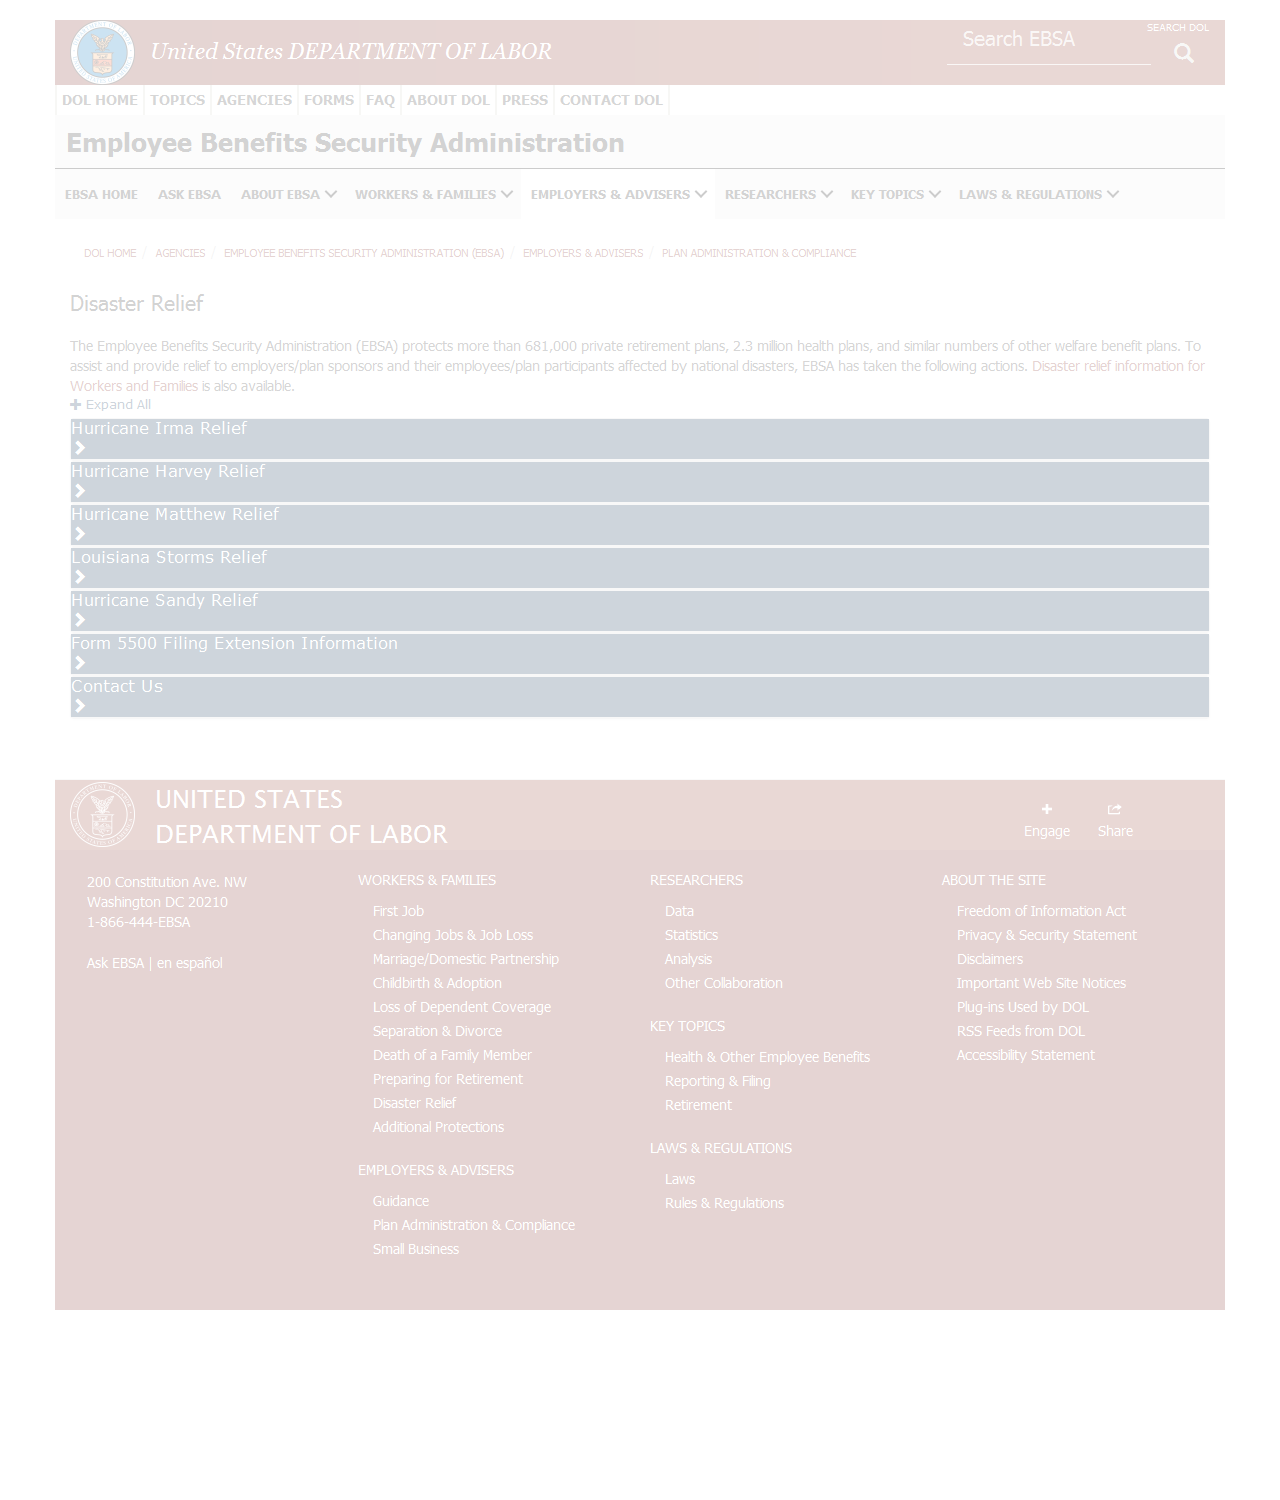 United States DEPARTMENT OF LABOR
Search EBSA
SEARCH DOL
DOL HOME TOPICS AGENCIES FORMS FAQ ABOUT DOL PRESS CONTACT DOL
Employee Benefits Security Administration
EBSA HOME ASK EBSA ABOUT EBSA WORKERS & FAMILIES EMPLOYERS & ADVISERS RESEARCHERS KEY TOPICS LAWS & REGULATIONS
DOL HOME / AGENCIES / EMPLOYEE BENEFITS SECURITY ADMINISTRATION (EBSA) / EMPLOYERS & ADVISERS / PLAN ADMINISTRATION & COMPLIANCE
Disaster Relief
The Employee Benefits Security Administration (EBSA) protects more than 681,000 private retirement plans, 2.3 million health plans, and similar numbers of other welfare benefit plans. To
assist and provide relief to employers/plan sponsors and their employees/plan participants affected by national disasters, EBSA has taken the following actions. Disaster relief information for
Workers and Families is also available.
Expand All
Hurricane Irma Relief
Hurricane Harvey Relief
Hurricane Matthew Relief
Louisiana Storms Relief
Hurricane Sandy Relief
Form 5500 Filing Extension Information
Contact Us
UNITED STATES
DEPARTMENT OF LABOR
Engage
Share
200 Constitution Ave. NW
Washington DC 20210
1-866-444-EBSA
Ask EBSA | en español
WORKERS & FAMILIES
First Job
Changing Jobs & Job Loss
Marriage/Domestic Partnership
Childbirth & Adoption
Loss of Dependent Coverage
Separation & Divorce
Death of a Family Member
Preparing for Retirement
Disaster Relief
Additional Protections
EMPLOYERS & ADVISERS
Guidance
Plan Administration & Compliance
Small Business
RESEARCHERS
Data
Statistics
Analysis
Other Collaboration
KEY TOPICS
Health & Other Employee Benefits
Reporting & Filing
Retirement
LAWS & REGULATIONS
Laws
Rules & Regulations
ABOUT THE SITE
Freedom of Information Act
Privacy & Security Statement
Disclaimers
Important Web Site Notices
Plug-ins Used by DOL
RSS Feeds from DOL
Accessibility Statement